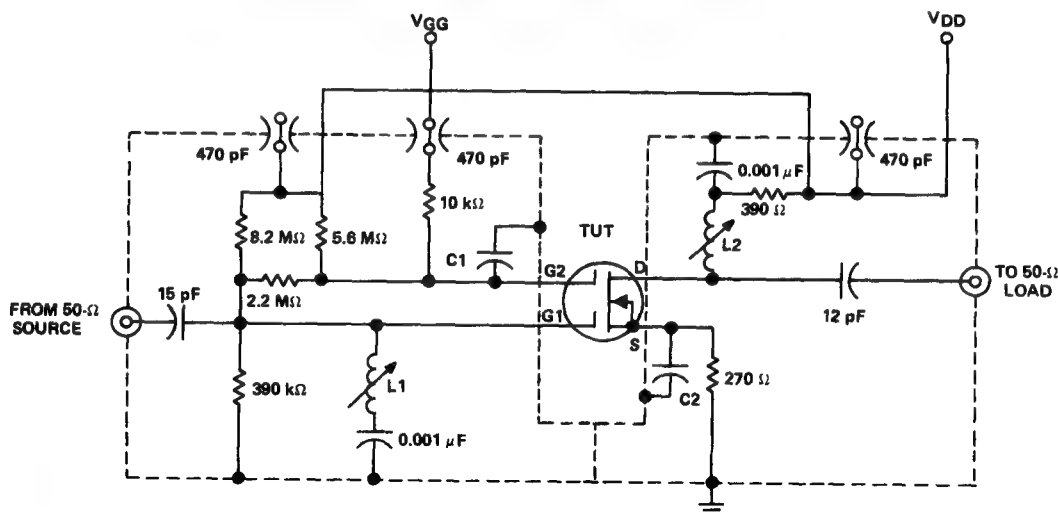 VGG
VDD
470 pF
470 pF
470 pF
0.001 μF
390 Ω
10 kΩ
8.2 MΩ
5.6 MΩ
C1
TUT
L2
2.2 MΩ
G2
D
FROM 50-Ω
SOURCE
15 pF
G1
S
12 pF
TO 50-Ω
LOAD
390 kΩ
L1
0.001 μF
C2
270 Ω